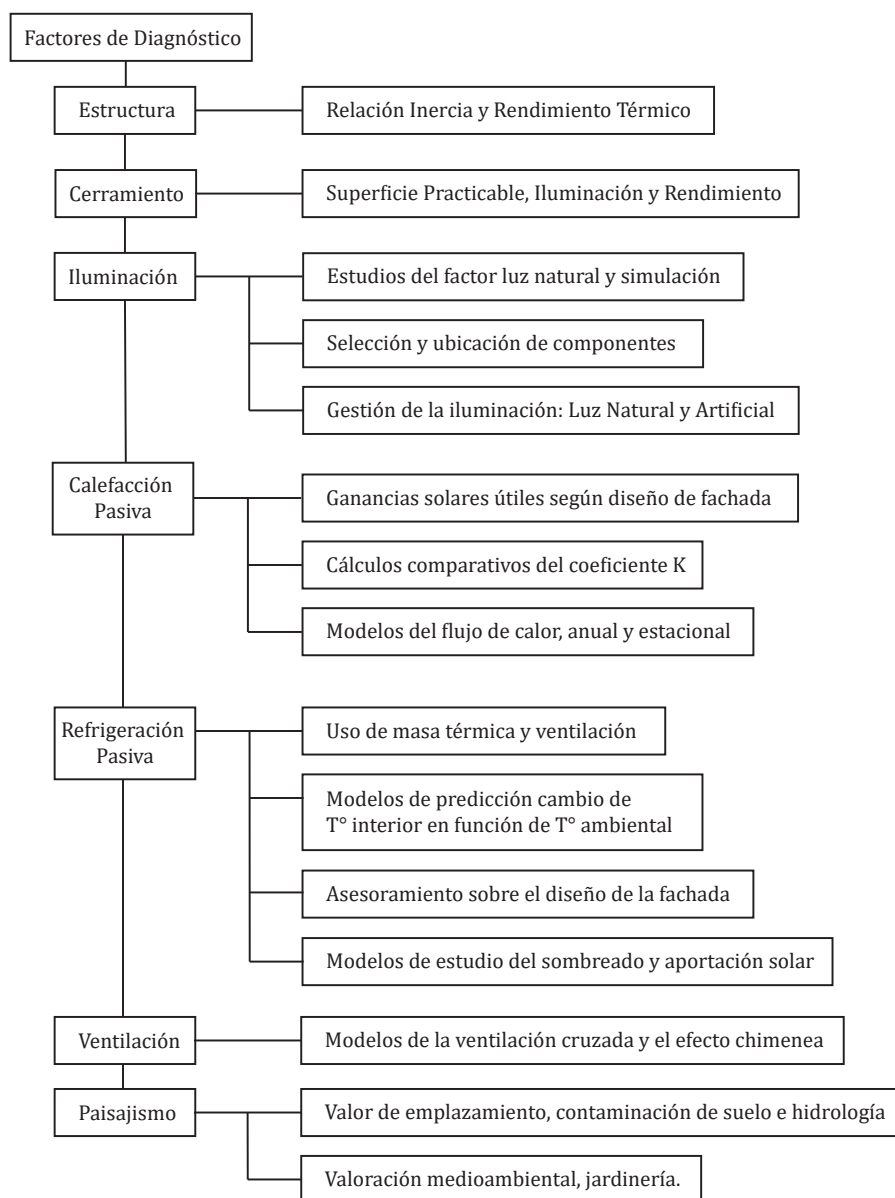 Factores de Diagnóstico
Estructura
Relación Inercia y Rendimiento Térmico
Cerramiento
Superficie Practicable, Iluminación y Rendimiento
Iluminación
Estudios del factor luz natural y simulación
Selección y ubicación de componentes
Gestión de la iluminación: Luz Natural y Artificial
Calefacción
Pasiva
Ganancias solares útiles según diseño de fachada
Cálculos comparativos del coeficiente K
Modelos del flujo de calor, anual y estacional
Refrigeración
Pasiva
Uso de masa térmica y ventilación
Modelos de predicción cambio de
T° interior en función de T° ambiental
Asesoramiento sobre el diseño de la fachada
Modelos de estudio del sombreado y aportación solar
Ventilación
Modelos de la ventilación cruzada y el efecto chimenea
Paisajismo
Valor de emplazamiento, contaminación de suelo e hidrología
Valoración medioambiental, jardinería.